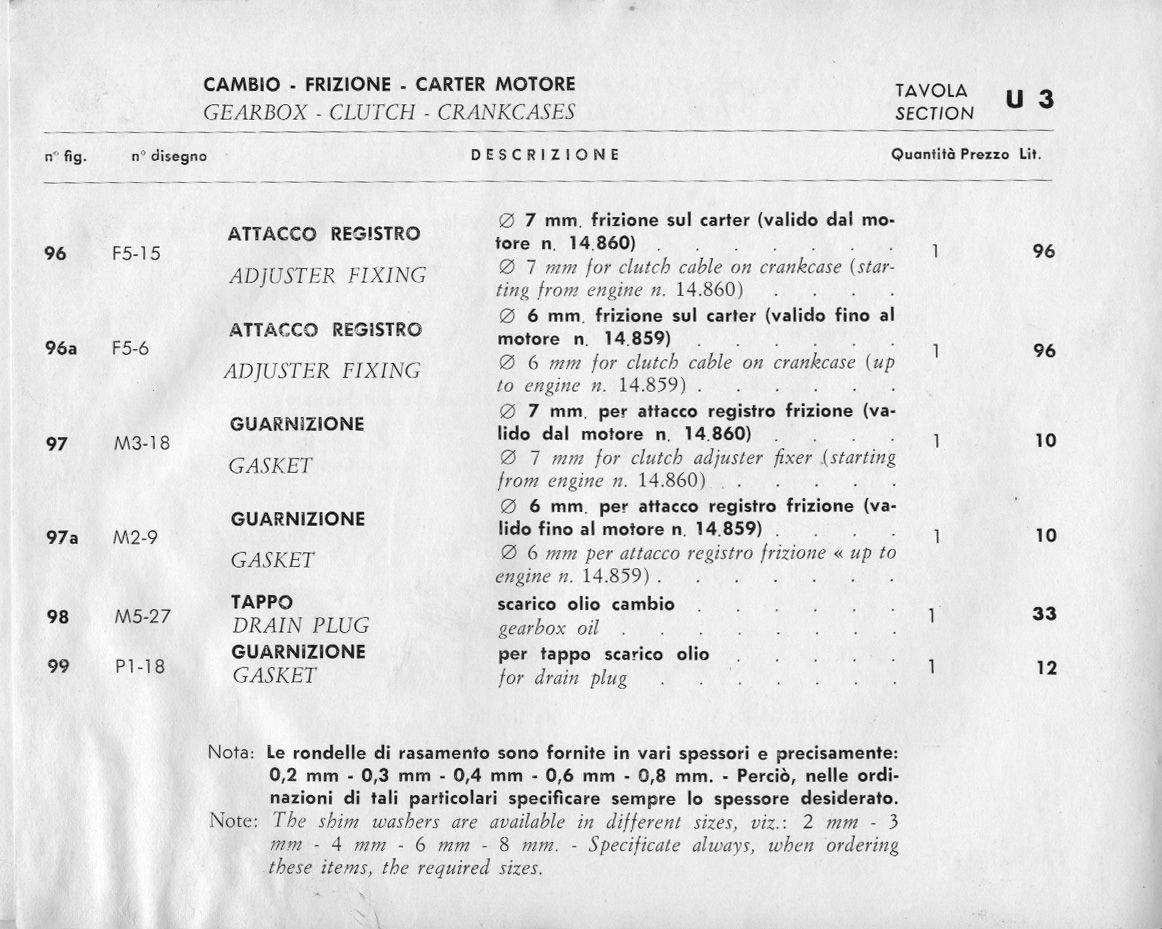 CAMBIO - FRIZIONE - CARTER MOTORE
GEARBOX - CLUTCH - CRANKCASES
TAVOLA
SECTION
U 3
n° fig. n° disegno DESCRIZIONE Quantità Prezzo Lit.
96 F5-15 ATTACCO REGISTRO
ADJUSTER FIXING
Ø 7 mm. frizione sul carter (valido dal mo-
tore n. 14.860) . . . . . . .
Ø 7 mm for clutch cable on crankcase (star-
ting from engine n. 14.860) . . . .
1 96
96a F5-6 ATTACCO REGISTRO
ADJUSTER FIXING
Ø 6 mm. frizione sul carter (valido fino al
motore n. 14.859) . . . . . .
Ø 6 mm for clutch cable on crankcase (up
to engine n. 14.859) . . . . . .
1 96
97 M3-18 GUARNIZIONE
GASKET
Ø 7 mm. per attacco registro frizione (va-
lido dal motore n. 14.860) . . . .
Ø 7 mm for clutch adjuster fixer (starting
from engine n. 14.860) . . . . .
1 10
97a M2-9 GUARNIZIONE
GASKET
Ø 6 mm. per attacco registro frizione (va-
lido fino al motore n. 14.859) . . . .
Ø 6 mm per attacco registro frizione « up to
engine n. 14.859) . . . . . . .
1 10
98 M5-27 TAPPO
DRAIN PLUG
scarico olio cambio . . . . . .
gearbox oil . . . . . . . .
1 33
99 P1-18 GUARNIZIONE
GASKET
per tappo scarico olio . . . . .
for drain plug . . . . . . .
1 12
Nota: Le rondelle di rasamento sono fornite in vari spessori e precisamente:
0,2 mm - 0,3 mm - 0,4 mm - 0,6 mm - 0,8 mm. - Perciò, nelle ordi-
nazioni di tali particolari specificare sempre lo spessore desiderato.
Note: The shim washers are available in different sizes, viz.: 2 mm - 3
mm - 4 mm - 6 mm - 8 mm. - Specificate always, when ordering
these items, the required sizes.